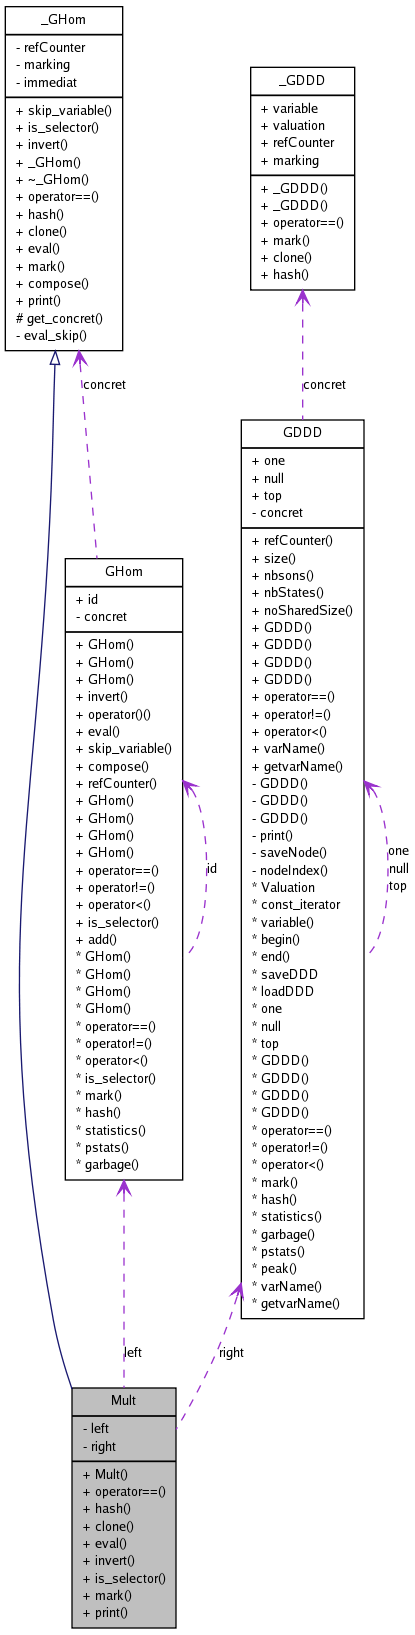 _GHom
- refCounter
- marking
- immediat
+ skip_variable()
+ is_selector()
+ invert()
+ _GHom()
+ ~_GHom()
+ operator==()
+ hash()
+ clone()
+ eval()
+ mark()
+ compose()
+ print()
# get_concret()
- eval_skip()
_GDDD
+ variable
+ valuation
+ refCounter
+ marking
+ _GDDD()
+ _GDDD()
+ operator==()
+ mark()
+ clone()
+ hash()
concret
concret
GHom
+ id
- concret
+ GHom()
+ GHom()
+ GHom()
+ invert()
+ operator()()
+ eval()
+ skip_variable()
+ compose()
+ refCounter()
+ GHom()
+ GHom()
+ GHom()
+ GHom()
+ operator==()
+ operator!=()
+ operator<()
+ is_selector()
+ add()
* GHom()
* GHom()
* GHom()
* GHom()
* operator==()
* operator!=()
* operator<()
* is_selector()
* mark()
* hash()
* statistics()
* pstats()
* garbage()
id
GDDD
+ one
+ null
+ top
- concret
+ refCounter()
+ size()
+ nbsons()
+ nbStates()
+ noSharedSize()
+ GDDD()
+ GDDD()
+ GDDD()
+ GDDD()
+ operator==()
+ operator!=()
+ operator<()
+ varName()
+ getvarName()
- GDDD()
- GDDD()
- GDDD()
- print()
- saveNode()
- nodeIndex()
* Valuation
* const_iterator
* variable()
* begin()
* end()
* saveDDD
* loadDDD
* one
* null
* top
* GDDD()
* GDDD()
* GDDD()
* GDDD()
* operator==()
* operator!=()
* operator<()
* mark()
* hash()
* statistics()
* garbage()
* pstats()
* peak()
* varName()
* getvarName()
one
null
top
left
right
Mult
- left
- right
+ Mult()
+ operator==()
+ hash()
+ clone()
+ eval()
+ invert()
+ is_selector()
+ mark()
+ print()